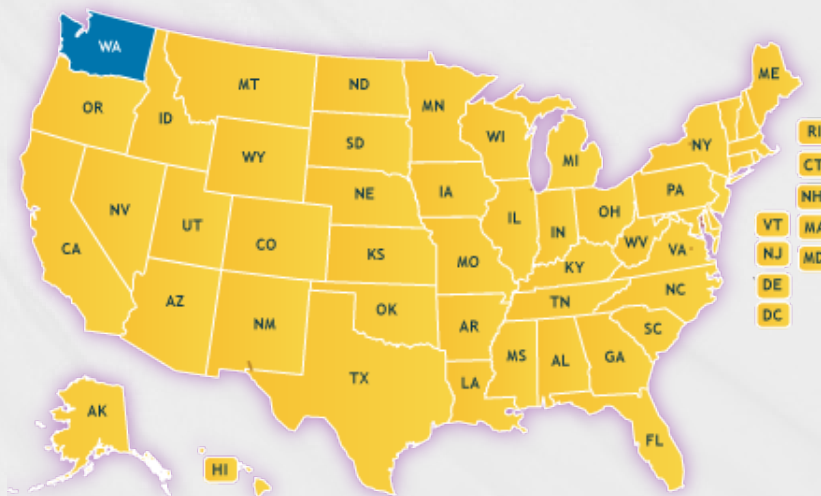 WA
ME
MT
ND
MN
OR
ID
WI
NY
RI
SD
WY
MI
CT
NE
IA
PA
NH
NV
UT
CO
IL
IN
OH
VT
MA
WV
VA
CA
KS
MO
KY
NJ
MD
AZ
NM
OK
TN
NC
DE
AR
SC
DC
MS
AL
GA
TX
LA
AK
FL
HI